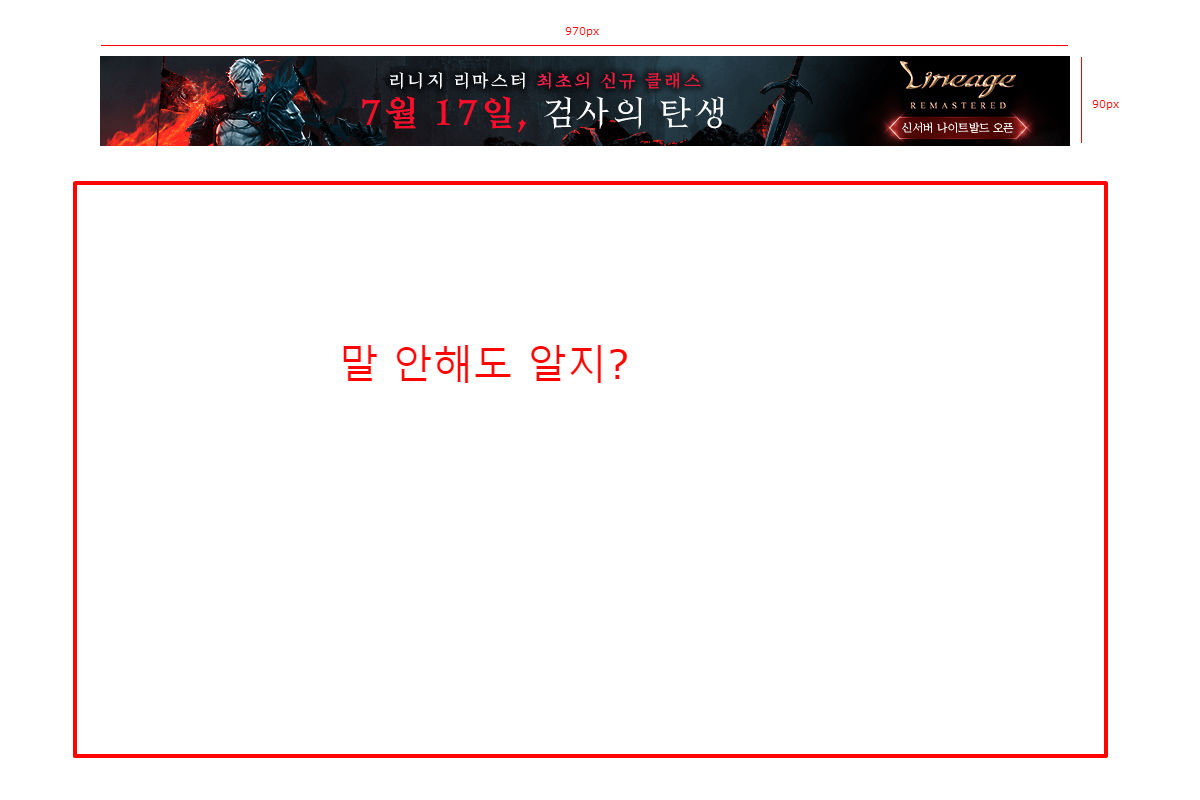 970px
리니지 리마스터 최초의 신규 클래스
7월 17일, 검사의 탄생
Lineage
REMASTERED
신서버 나이트발드 오픈
90px
말 안해도 알지?